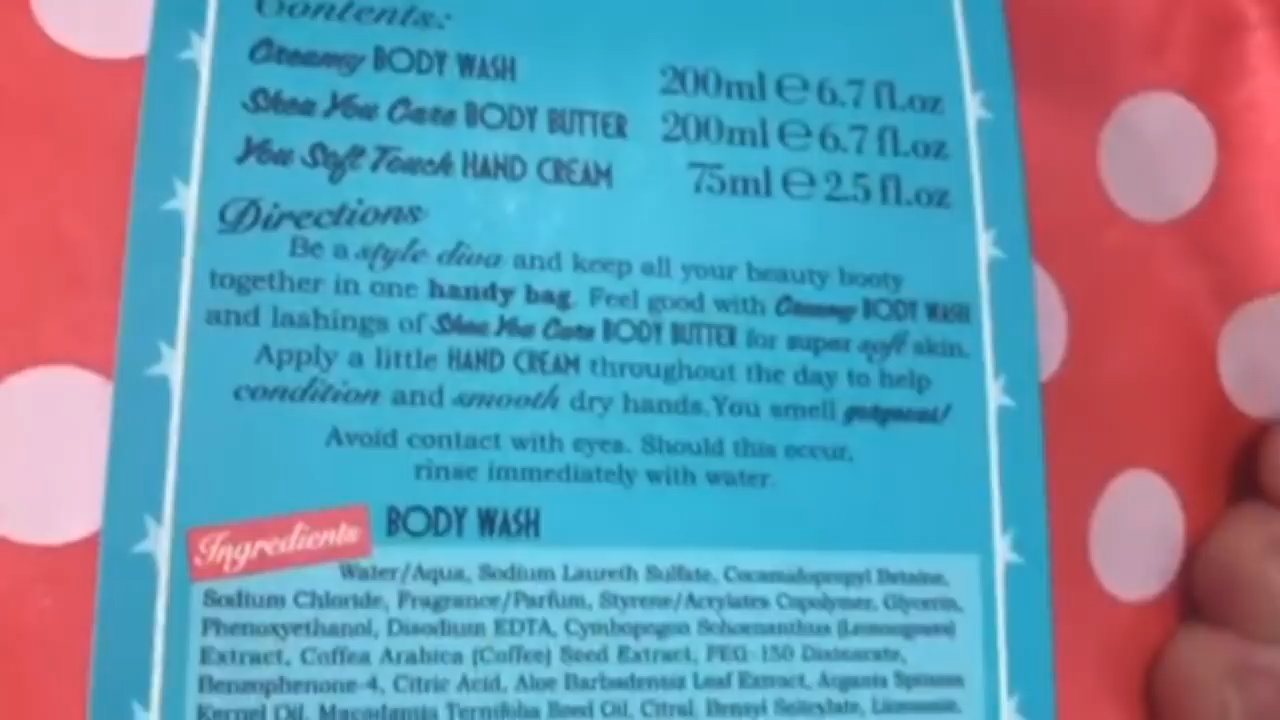 Contents:
Creamy BODY WASH 200ml e 6.7 fl.oz
Shea You Care BODY BUTTER 200ml e 6.7 fl.oz
You Soft Touch HAND CREAM 75ml e 2.5 fl.oz
Directions
Be a style diva and keep all your beauty booty
together in one handy bag. Feel good with Creamy BODY WASH
and lashings of Shea You Care BODY BUTTER for super soft skin.
Apply a little HAND CREAM throughout the day to help
condition and smooth dry hands. You smell gorgeous!
Avoid contact with eyes. Should this occur,
rinse immediately with water.
Ingredients BODY WASH
Water/Aqua, Sodium Laureth Sulfate, Cocamidopropyl Betaine,
Sodium Chloride, Fragrance/Parfum, Styrene/Acrylates Copolymer, Glycerin,
Phenoxyethanol, Disodium EDTA, Cymbopogon Schoenanthus (Lemongrass)
Extract, Coffea Arabica (Coffee) Seed Extract, PEG-150 Distearate,
Benzophenone-4, Citric Acid, Aloe Barbadensis Leaf Extract, Argania Spinosa
Kernel Oil, Macadamia Ternifolia Seed Oil, Citral, Benzyl Salicylate, Limonene,